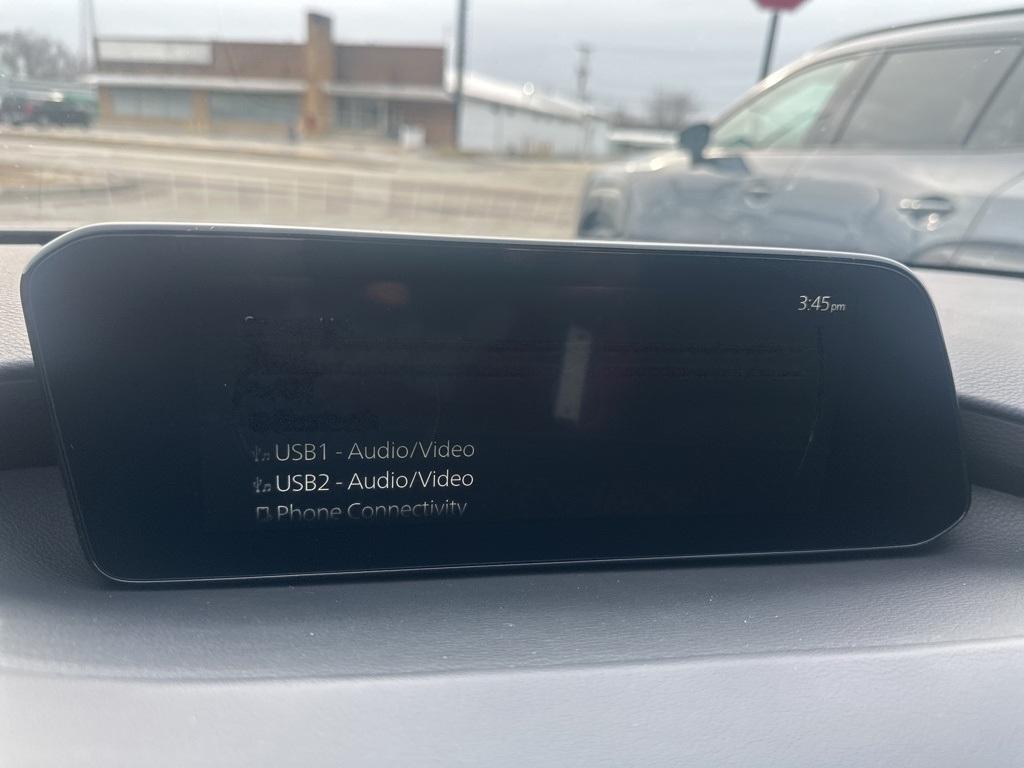 3:45pm
USB1 - Audio/Video
USB2 - Audio/Video
Phone Connectivity